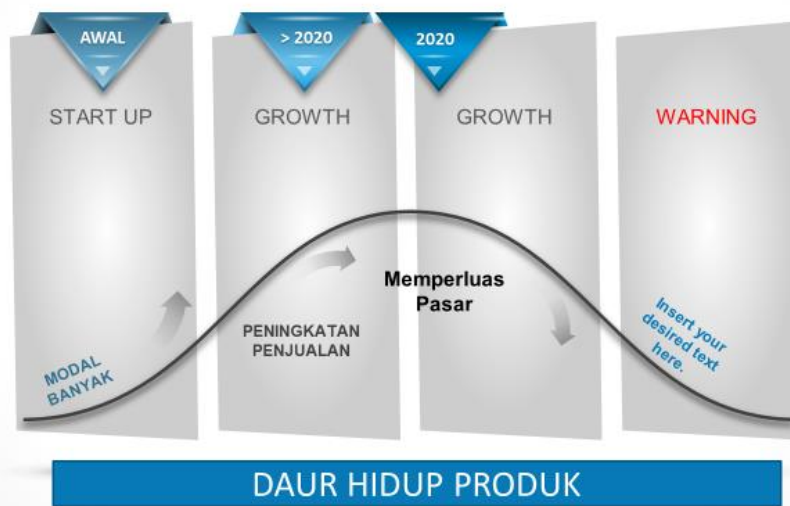 AWAL
> 2020
2020
START UP
GROWTH
GROWTH
WARNING
MODAL
BANYAK
PENINGKATAN
PENJUALAN
Memperluas
Pasar
Insert your
desired text
here.
DAUR HIDUP PRODUK